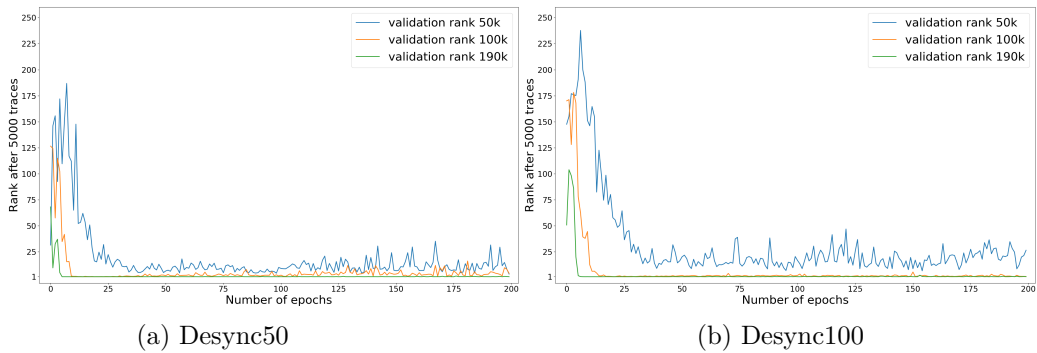 250
225
200
175
150
125
100
75
50
25
1
Rank after 5000 traces
validation rank 50k
validation rank 100k
validation rank 190k
0 25 50 75 100 125 150 175 200
Number of epochs
(a) Desync50
250
225
200
175
150
125
100
75
50
25
1
Rank after 5000 traces
validation rank 50k
validation rank 100k
validation rank 190k
0 25 50 75 100 125 150 175 200
Number of epochs
(b) Desync100